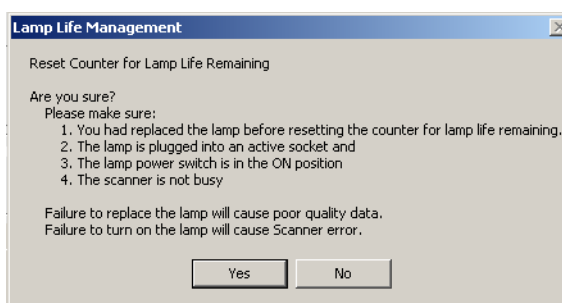 Lamp Life Management
Reset Counter for Lamp Life Remaining
Are you sure?
Please make sure:
1. You had replaced the lamp before resetting the counter for lamp life remaining.
2. The lamp is plugged into an active socket and
3. The lamp power switch is in the ON position
4. The scanner is not busy
Failure to replace the lamp will cause poor quality data.
Failure to turn on the lamp will cause Scanner error.
Yes No